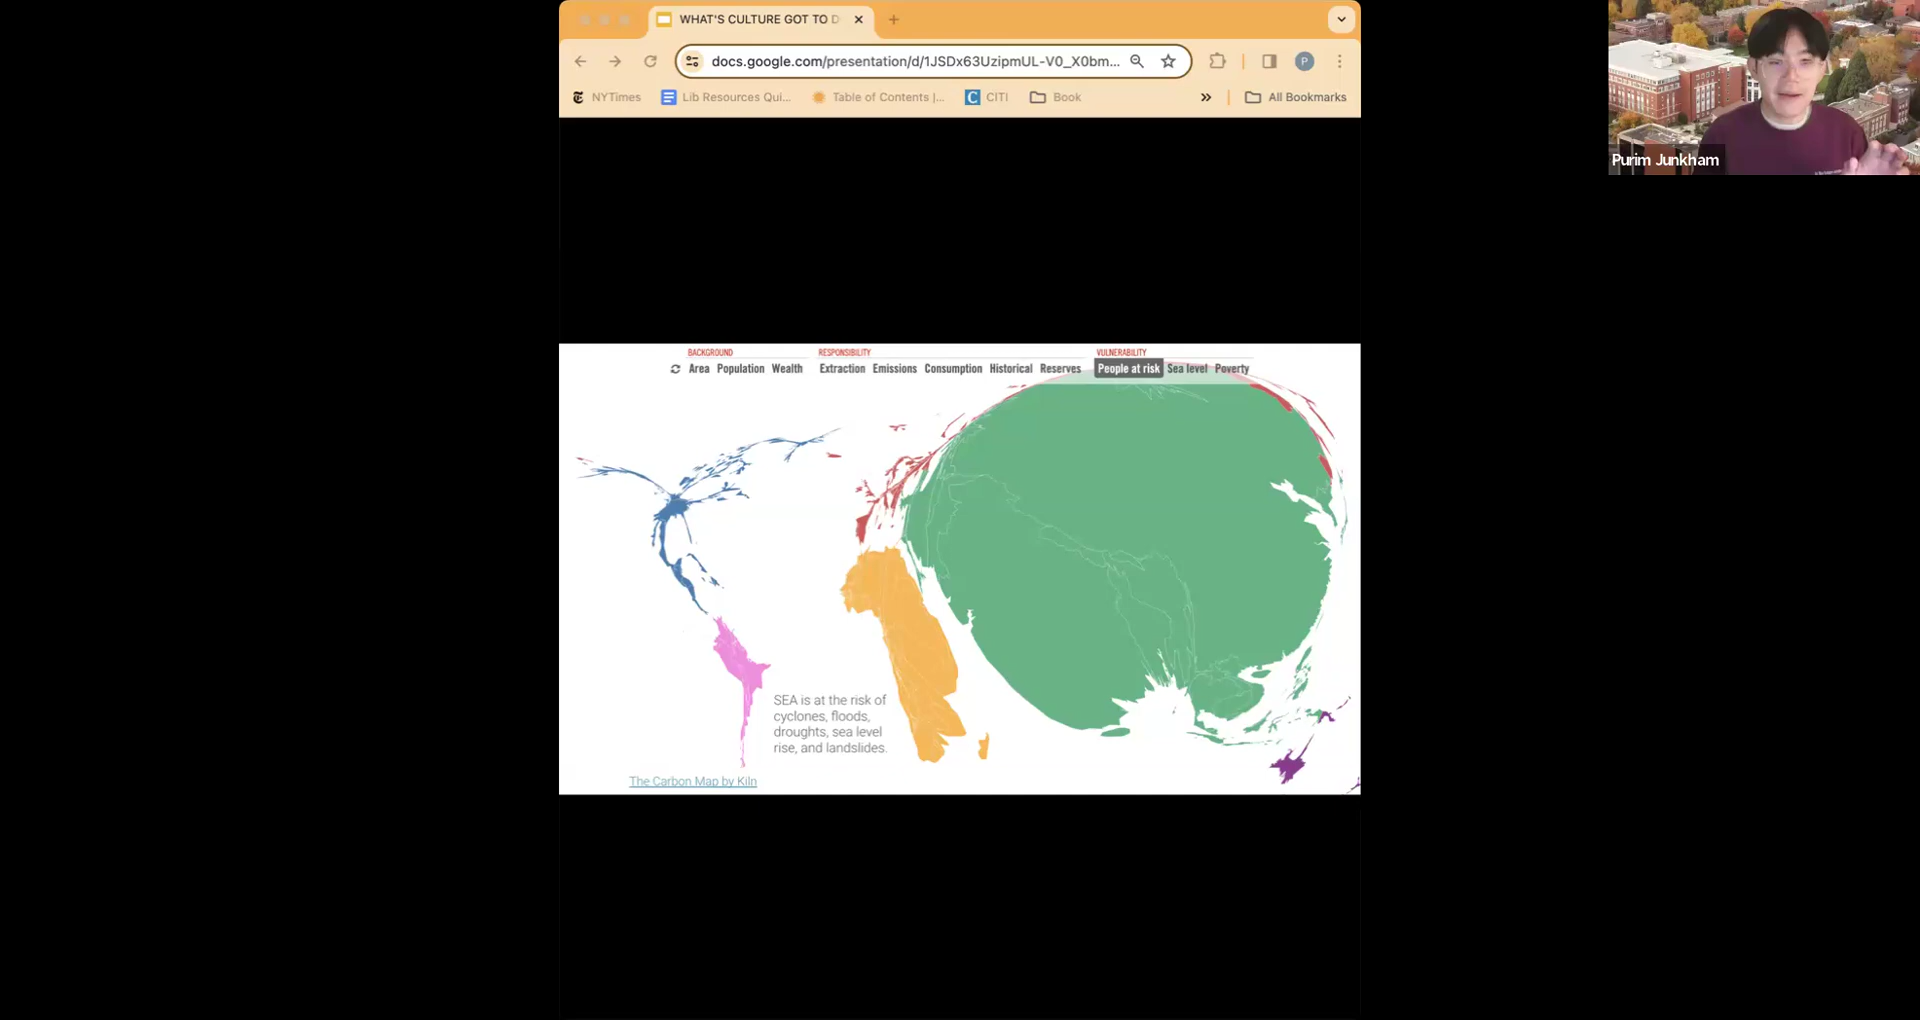 WHAT'S CULTURE GOT TO D
docs.google.com/presentation/d/1JSDx63UzipmUL-V0_X0bm...
P
NYTimes
Lib Resources Qui...
Table of Contents |...
C
CITI
Book
All Bookmarks
Purim Junkham
BACKGROUND
RESPONSIBILITY
VULNERABILITY
Area Population Wealth
Extraction Emissions Consumption Historical Reserves
People at risk Sea level Poverty
SEA is at the risk of
cyclones, floods,
droughts, sea level
rise, and landslides.
The Carbon Map by Kiln